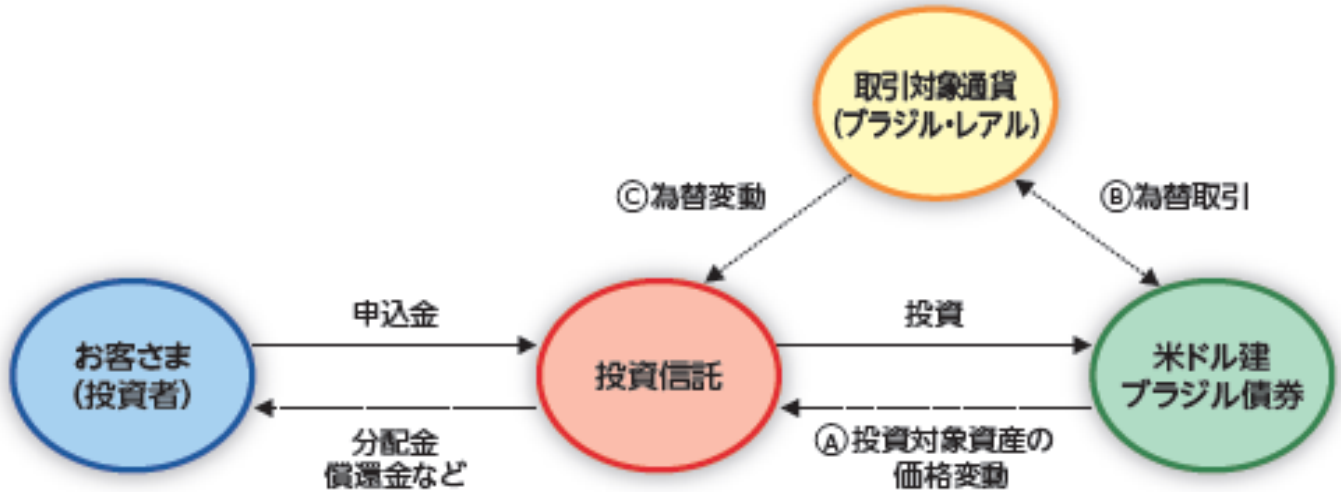 取引対象通貨
(ブラジル・レアル)
Ⓒ為替変動
Ⓑ為替取引
お客さま
(投資者)
申込金
投資信託
投資
米ドル建
ブラジル債券
分配金
償還金など
Ⓐ投資対象資産の
価格変動